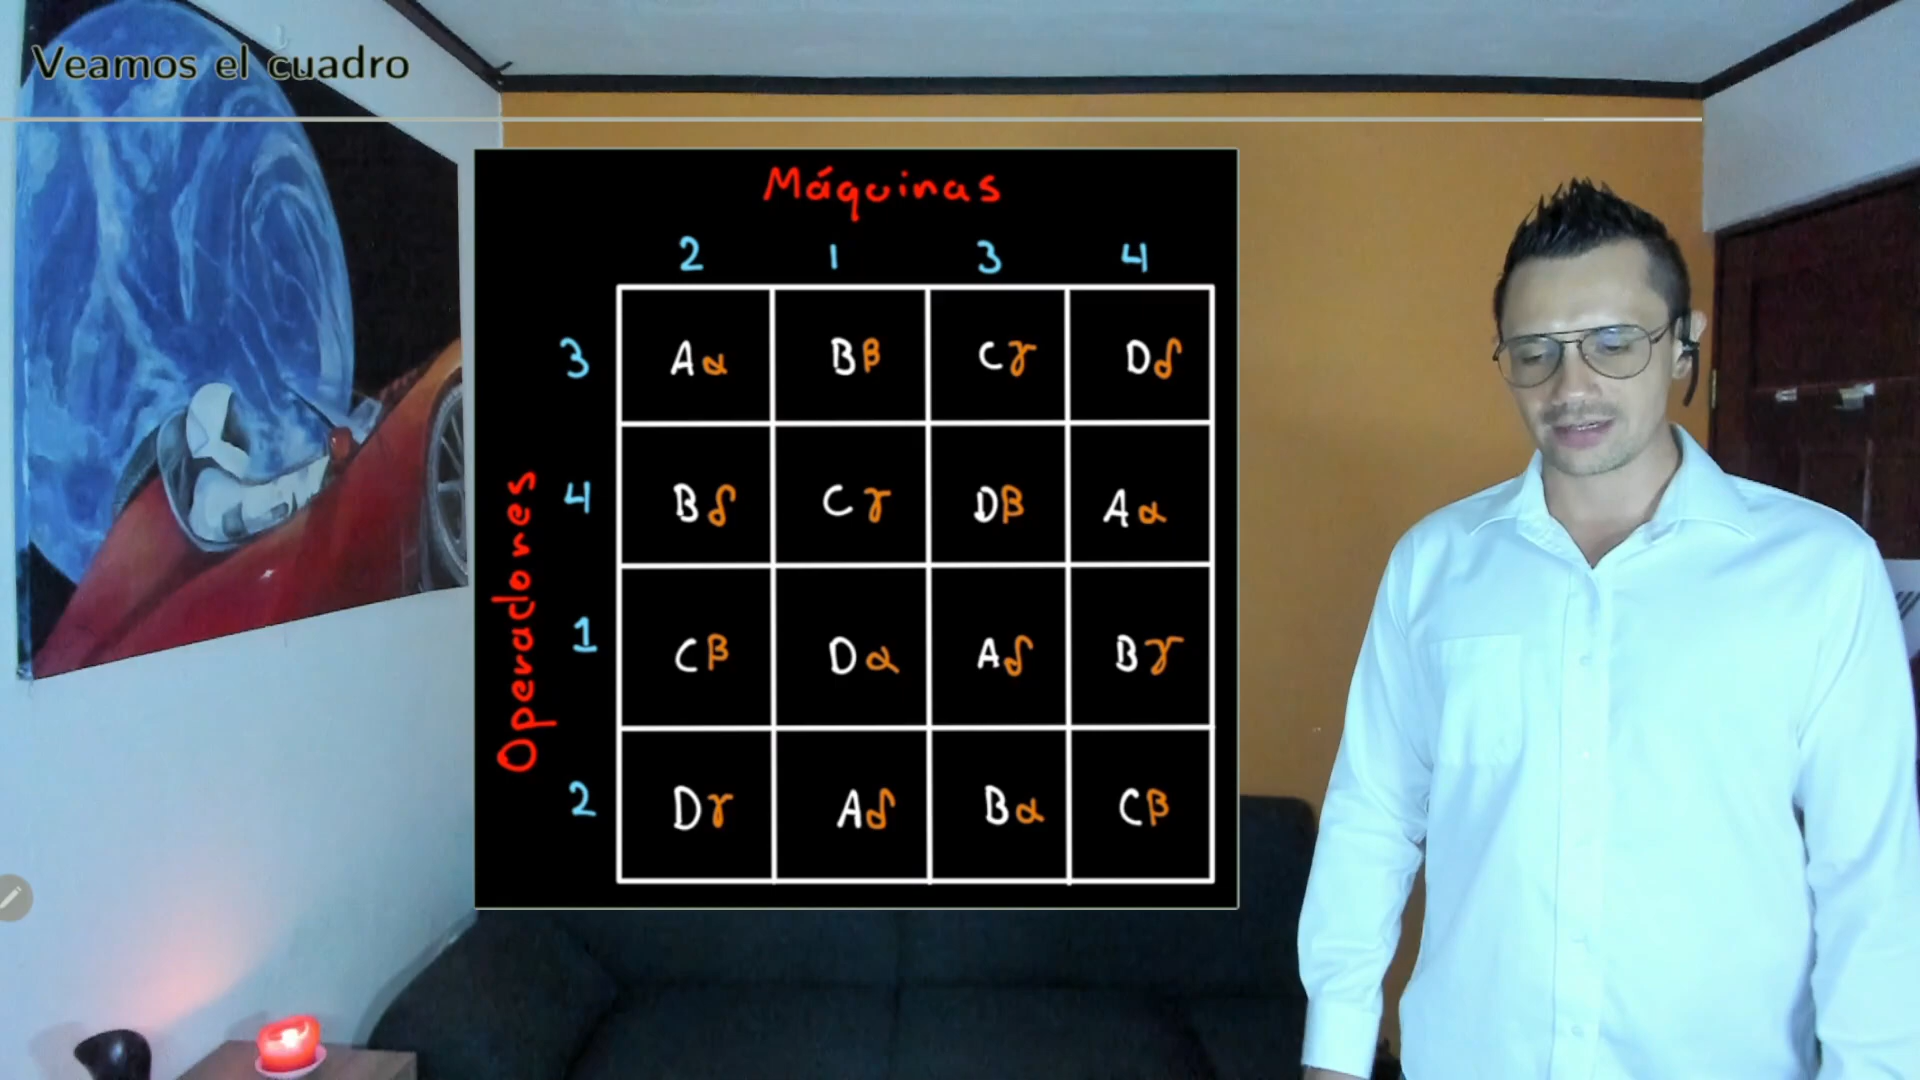 Veamos el cuadro
Máquinas
2 1 3 4
Operadores
3 Aα Bβ Cγ Dδ
4 Bδ Cγ Dβ Aα
1 Cβ Dα Aδ Bγ
2 Dγ Aδ Bα Cβ